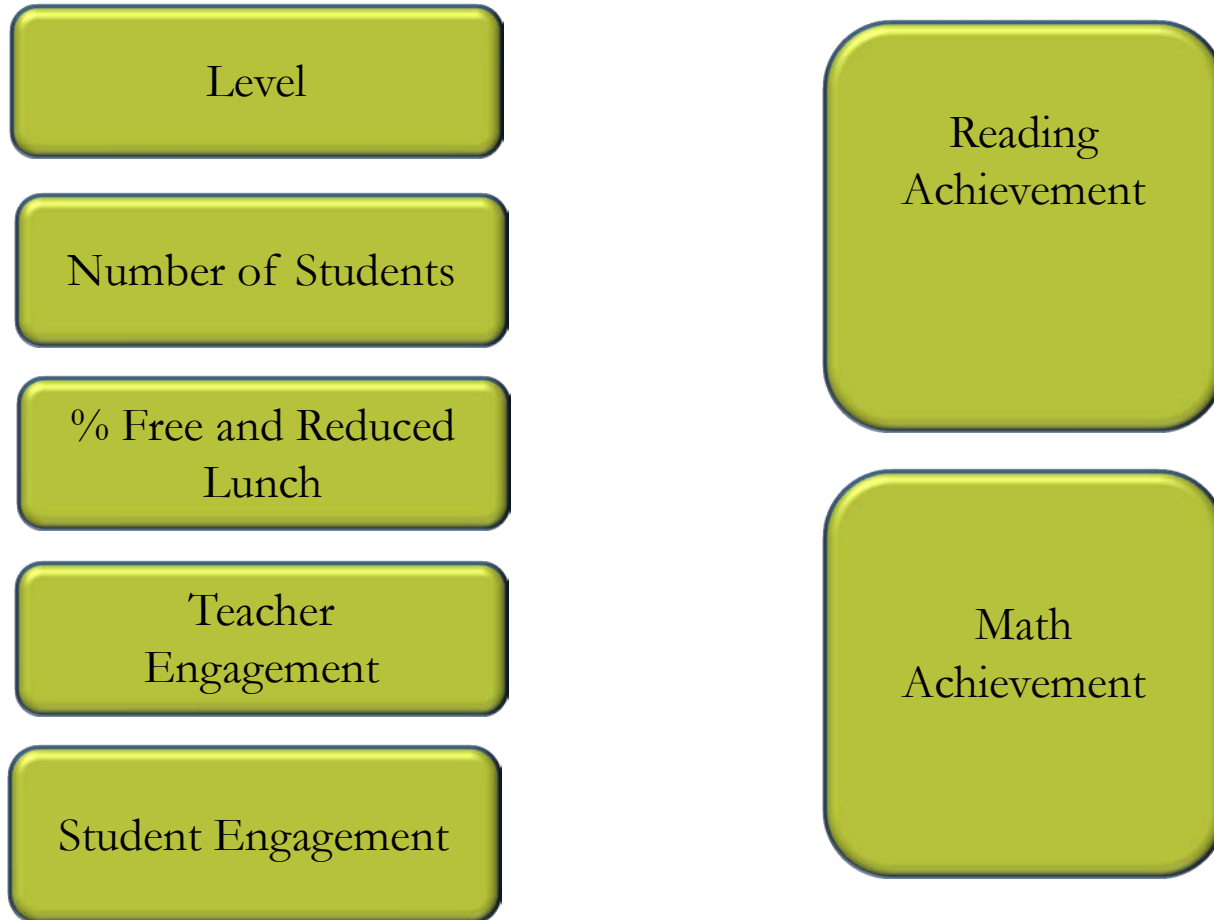 Level
Number of Students
% Free and Reduced
Lunch
Teacher
Engagement
Student Engagement
Reading
Achievement
Math
Achievement